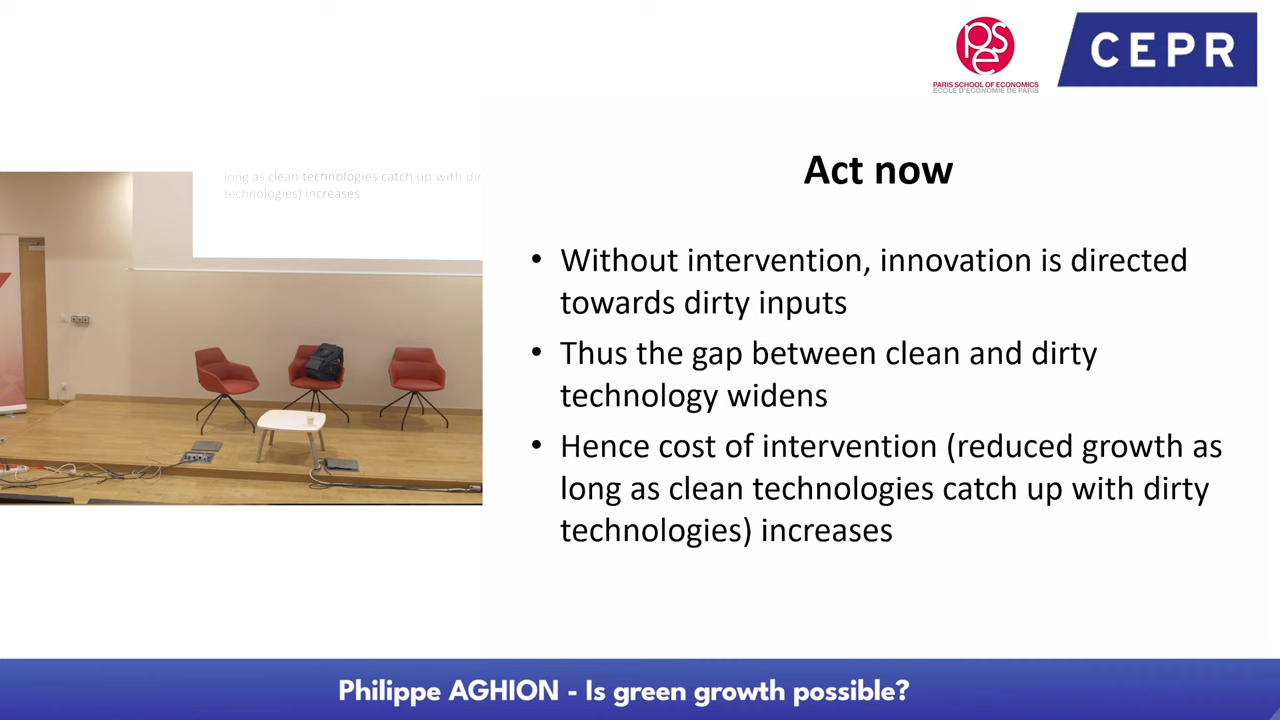 pse
PARIS SCHOOL OF ECONOMICS
ECOLE D'ECONOMIE DE PARIS
CEPR
long as clean technologies catch up with dir
technologies) increases
Act now
• Without intervention, innovation is directed
towards dirty inputs
• Thus the gap between clean and dirty
technology widens
• Hence cost of intervention (reduced growth as
long as clean technologies catch up with dirty
technologies) increases
Philippe AGHION - Is green growth possible?